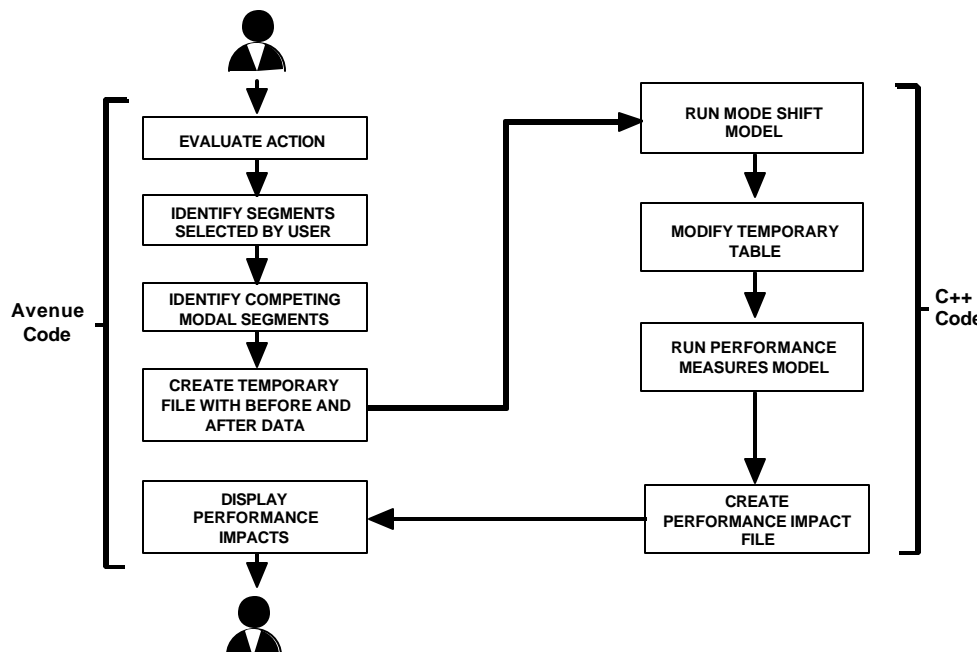 EVALUATE ACTION
IDENTIFY SEGMENTS
SELECTED BY USER
IDENTIFY COMPETING
MODAL SEGMENTS
CREATE TEMPORARY
FILE WITH BEFORE AND
AFTER DATA
DISPLAY
PERFORMANCE
IMPACTS
Avenue
Code
RUN MODE SHIFT
MODEL
MODIFY TEMPORARY
TABLE
RUN PERFORMANCE
MEASURES MODEL
CREATE
PERFORMANCE IMPACT
FILE
C++
Code